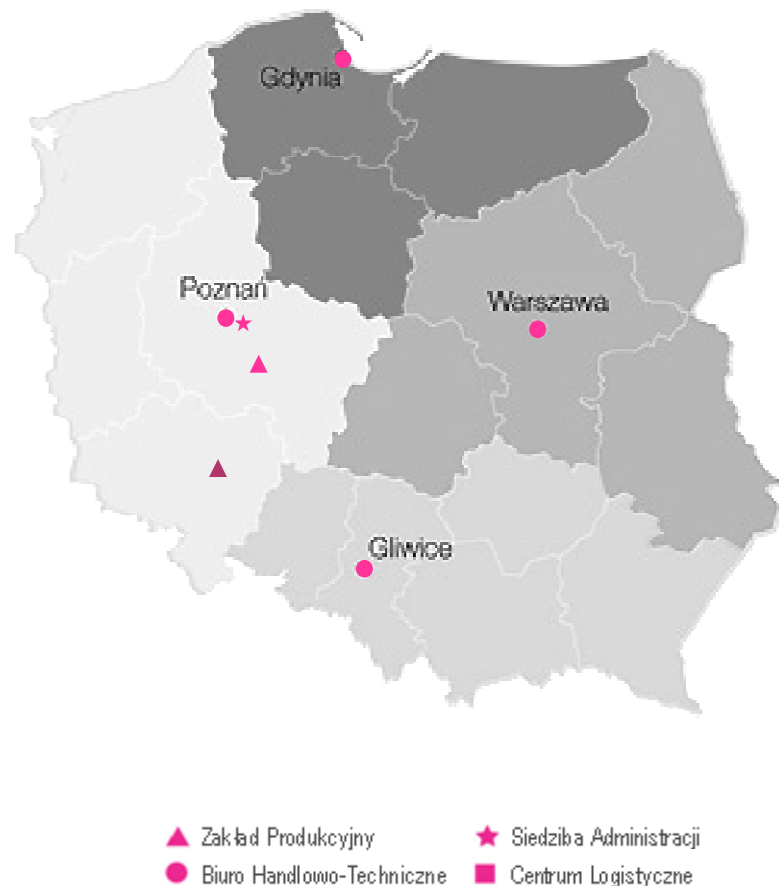 Gdynia
Poznań
Warszawa
Gliwice
Zakład Produkcyjny
Siedziba Administracji
Biuro Handlowo-Techniczne
Centrum Logistyczne